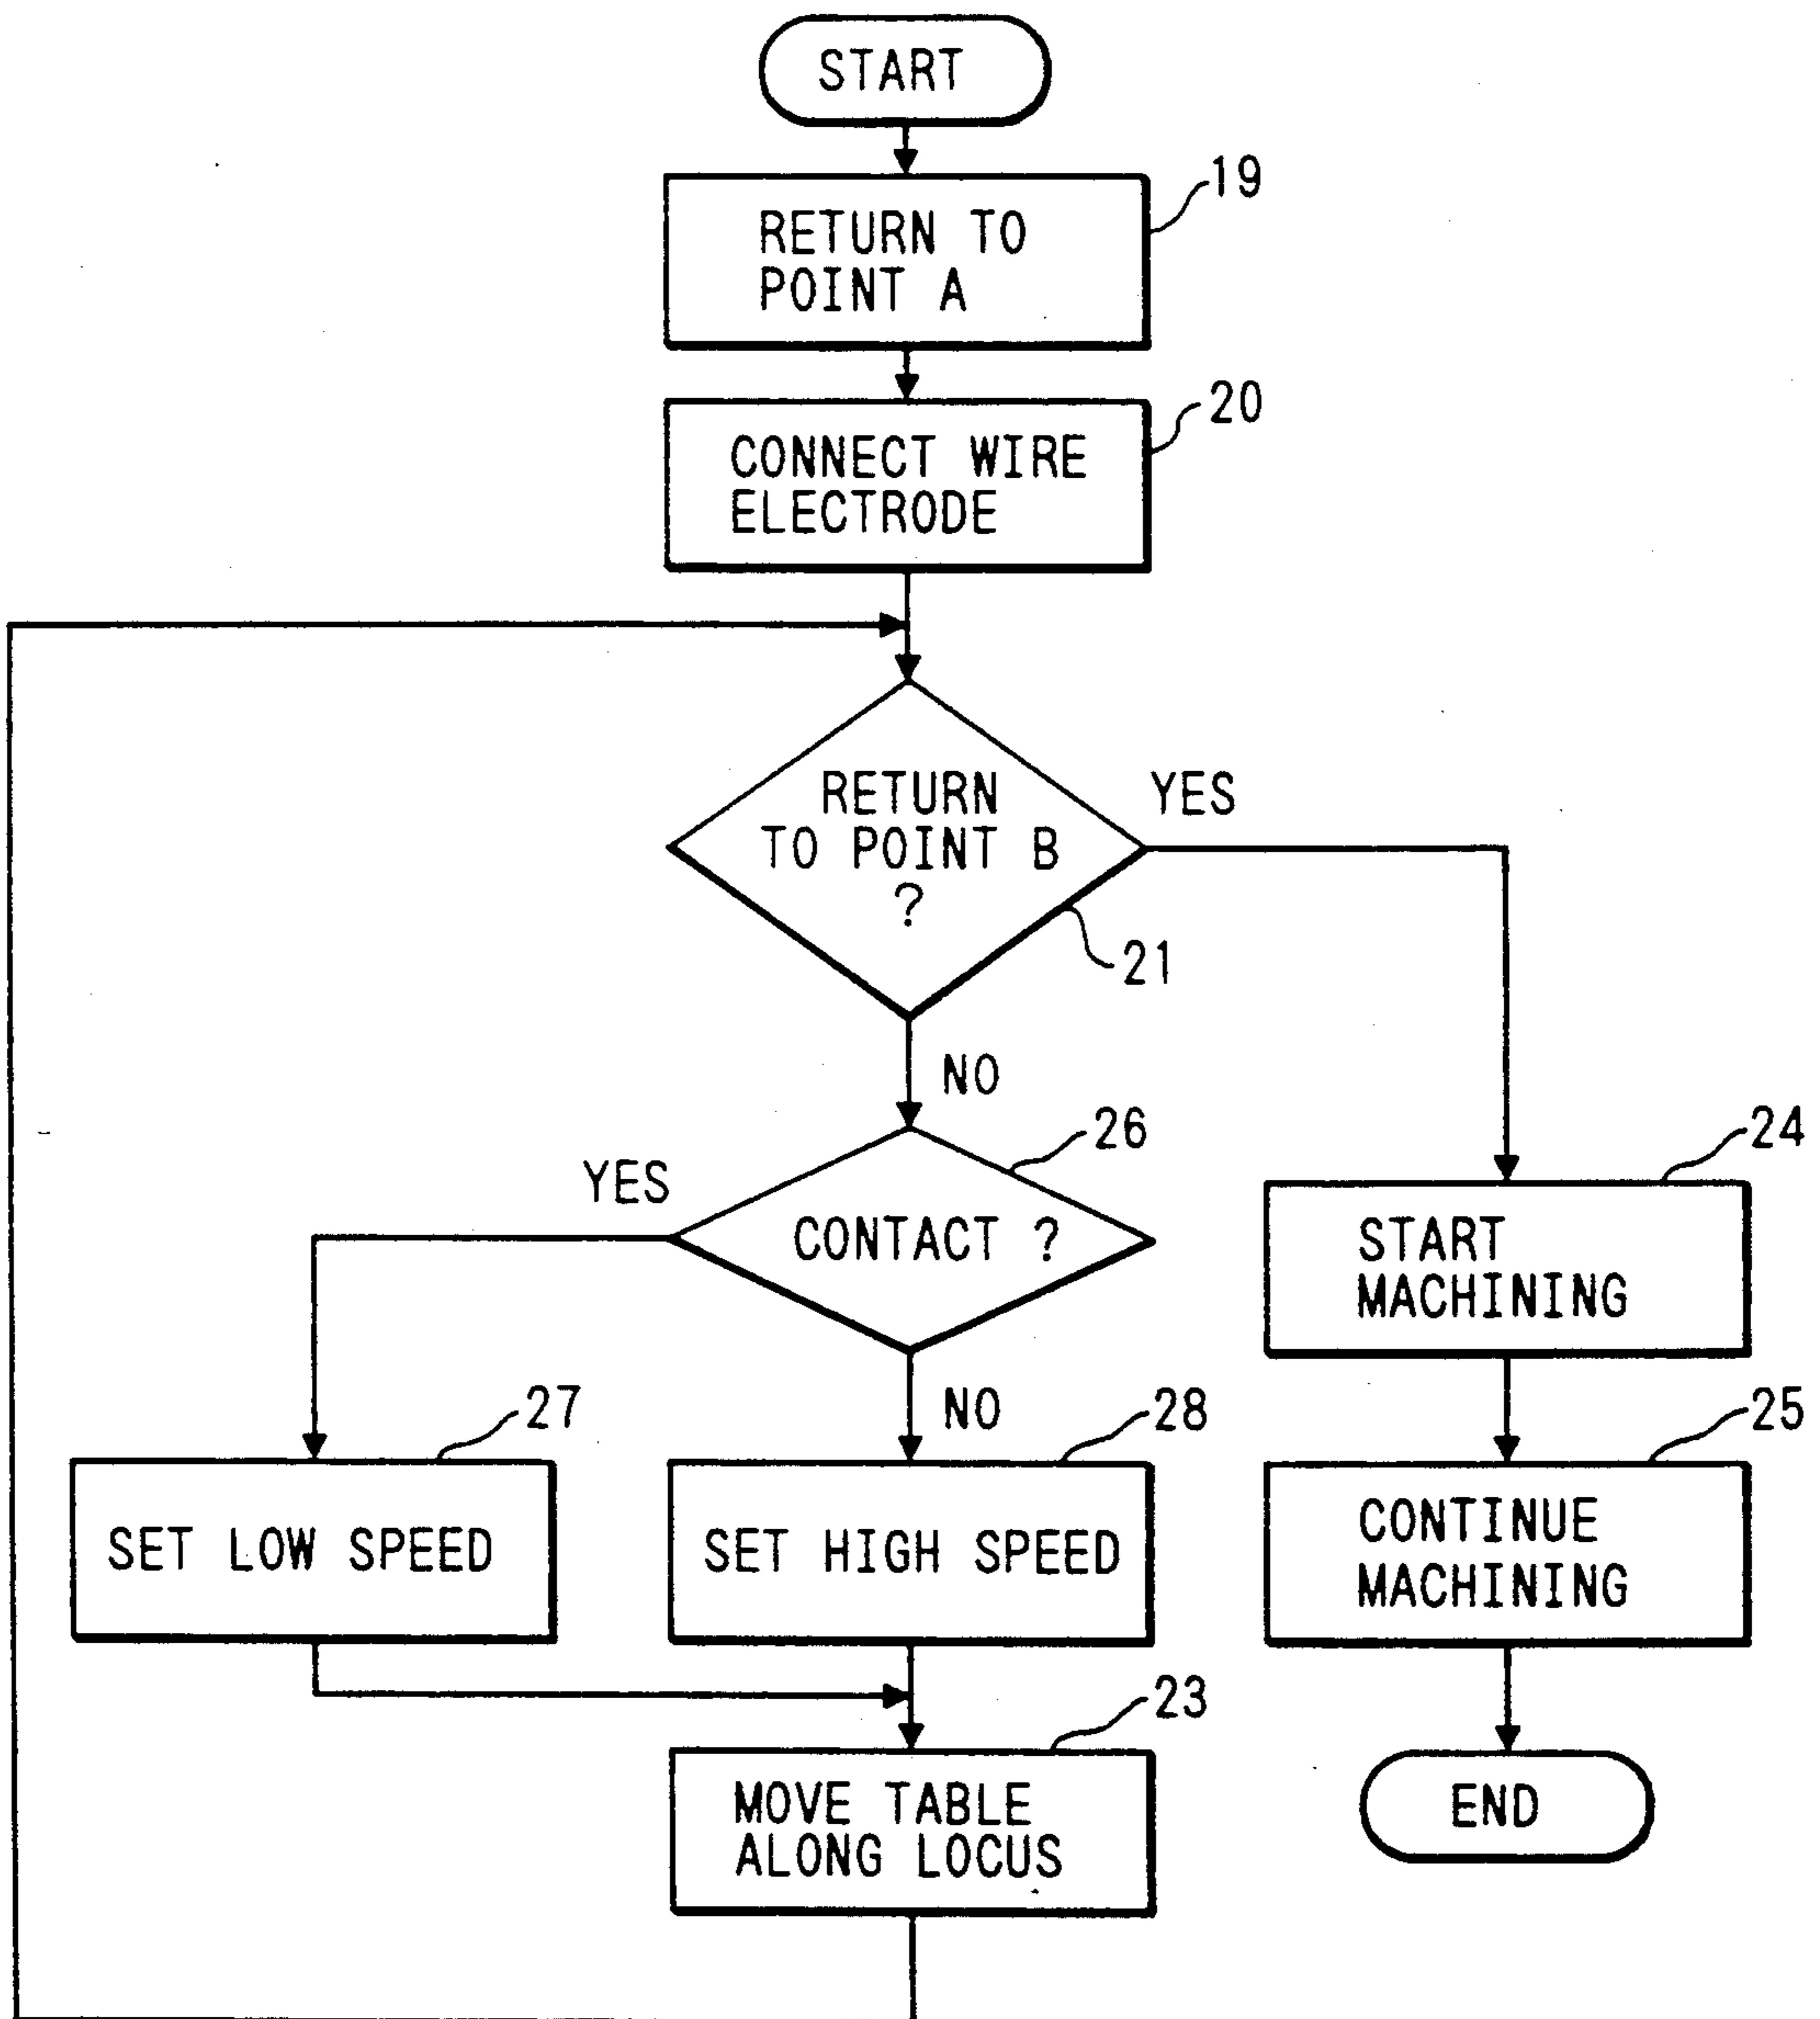 START
19
RETURN TO
POINT A
20
CONNECT WIRE
ELECTRODE
RETURN
TO POINT B
?
YES
21
NO
26
YES
CONTACT ?
24
START
MACHINING
27
NO
28
25
SET LOW SPEED
SET HIGH SPEED
CONTINUE
MACHINING
23
MOVE TABLE
ALONG LOCUS
END